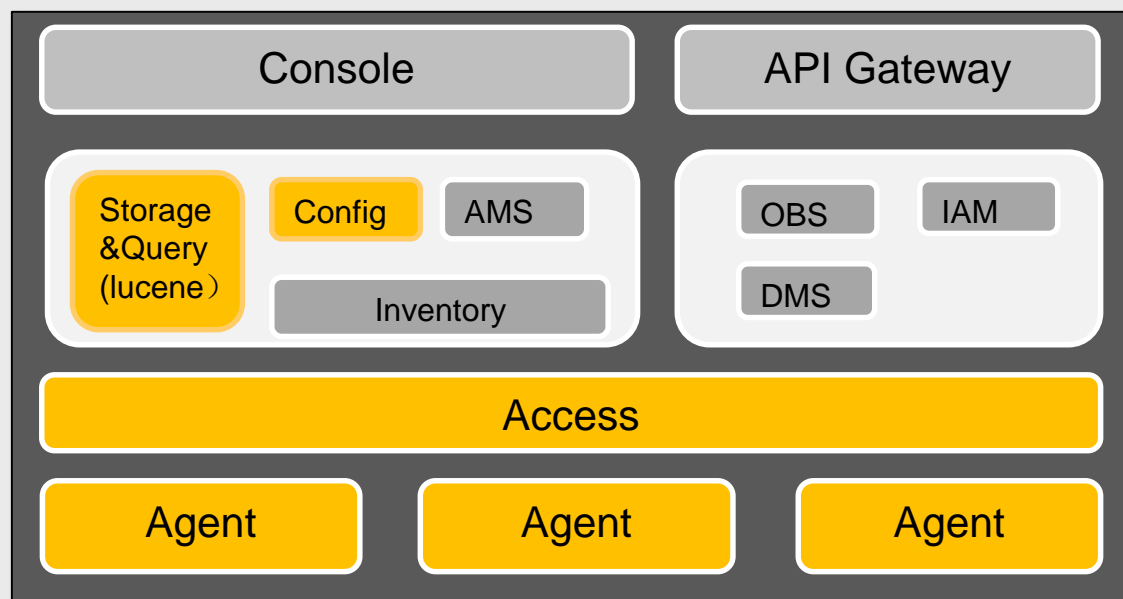 Console
API Gateway
Storage
&Query
(lucene）
Config
AMS
Inventory
OBS
IAM
DMS
Access
Agent
Agent
Agent